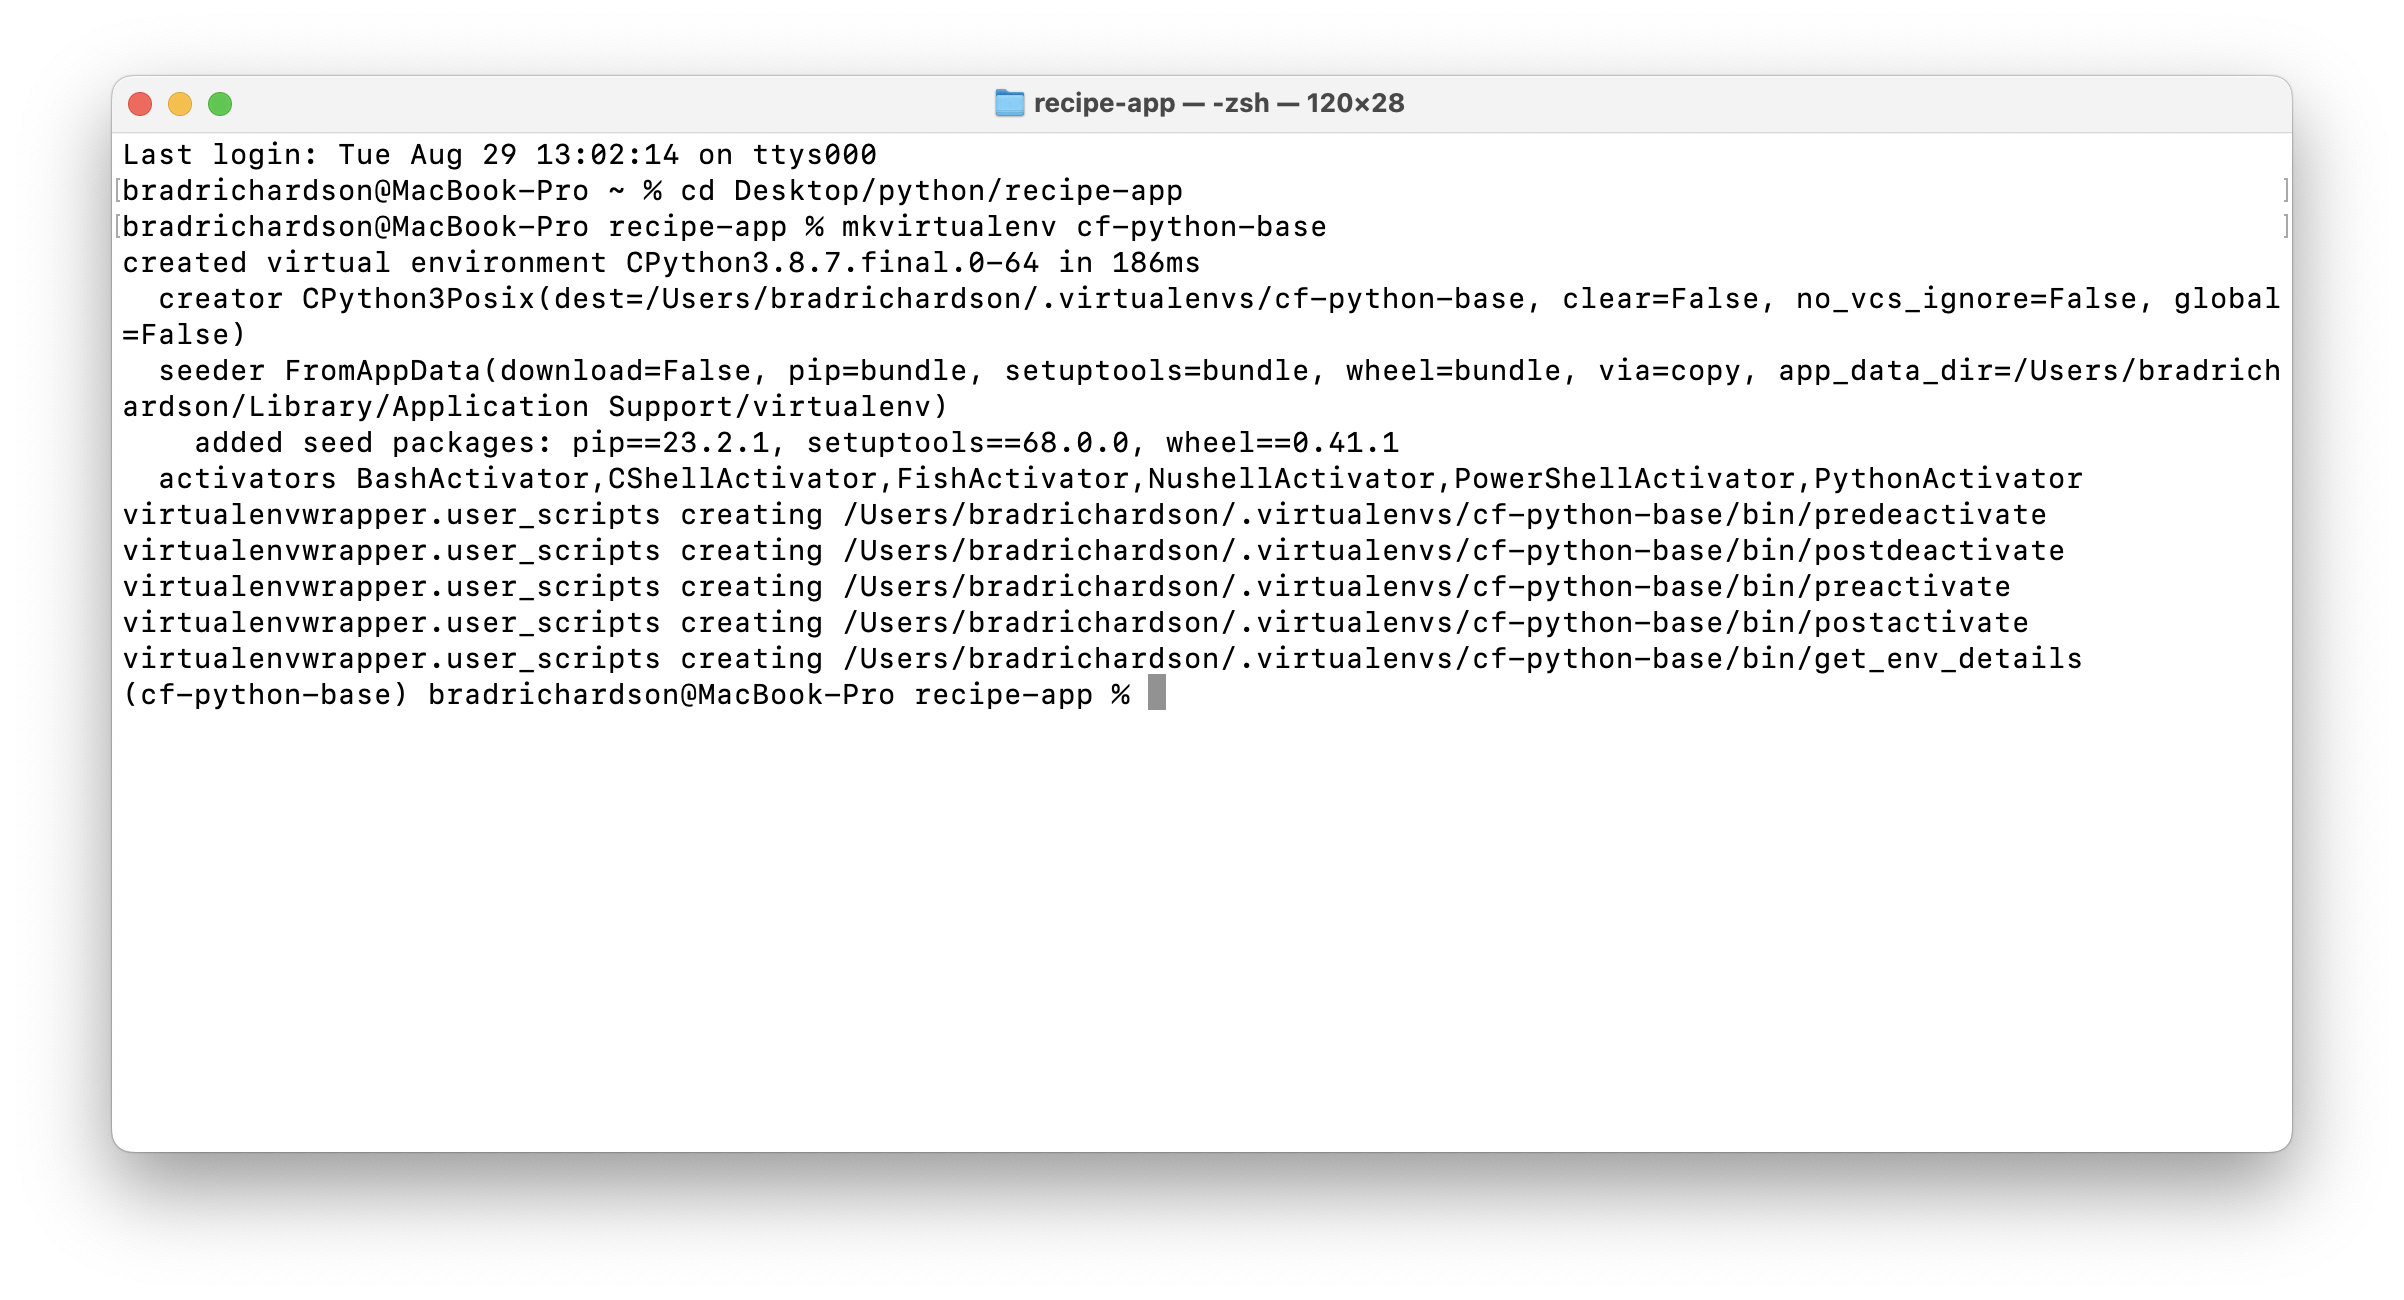 recipe-app — -zsh — 120×28
Last login: Tue Aug 29 13:02:14 on ttys000
[bradrichardson@MacBook-Pro ~ % cd Desktop/python/recipe-app ]
[bradrichardson@MacBook-Pro recipe-app % mkvirtualenv cf-python-base ]
created virtual environment CPython3.8.7.final.0-64 in 186ms
  creator CPython3Posix(dest=/Users/bradrichardson/.virtualenvs/cf-python-base, clear=False, no_vcs_ignore=False, global
=False)
  seeder FromAppData(download=False, pip=bundle, setuptools=bundle, wheel=bundle, via=copy, app_data_dir=/Users/bradrich
ardson/Library/Application Support/virtualenv)
    added seed packages: pip==23.2.1, setuptools==68.0.0, wheel==0.41.1
  activators BashActivator,CShellActivator,FishActivator,NushellActivator,PowerShellActivator,PythonActivator
virtualenvwrapper.user_scripts creating /Users/bradrichardson/.virtualenvs/cf-python-base/bin/predeactivate
virtualenvwrapper.user_scripts creating /Users/bradrichardson/.virtualenvs/cf-python-base/bin/postdeactivate
virtualenvwrapper.user_scripts creating /Users/bradrichardson/.virtualenvs/cf-python-base/bin/preactivate
virtualenvwrapper.user_scripts creating /Users/bradrichardson/.virtualenvs/cf-python-base/bin/postactivate
virtualenvwrapper.user_scripts creating /Users/bradrichardson/.virtualenvs/cf-python-base/bin/get_env_details
(cf-python-base) bradrichardson@MacBook-Pro recipe-app %